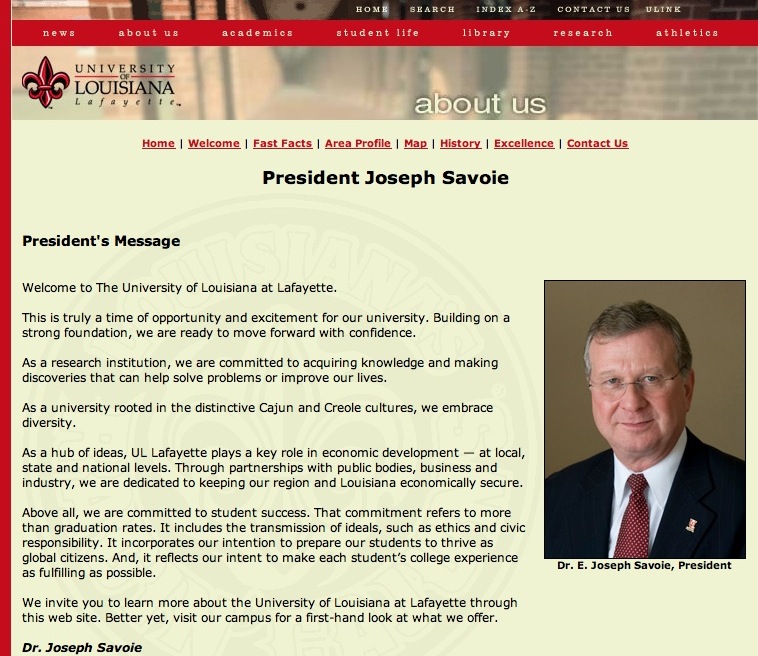 HOME SEARCH INDEX A-Z CONTACT US ULINK
news about us academics student life library research athletics
UNIVERSITY
OF
LOUISIANA
Lafayette™
about us
Home | Welcome | Fast Facts | Area Profile | Map | History | Excellence | Contact Us
President Joseph Savoie
President's Message
Welcome to The University of Louisiana at Lafayette.
This is truly a time of opportunity and excitement for our university. Building on a
strong foundation, we are ready to move forward with confidence.
As a research institution, we are committed to acquiring knowledge and making
discoveries that can help solve problems or improve our lives.
As a university rooted in the distinctive Cajun and Creole cultures, we embrace
diversity.
As a hub of ideas, UL Lafayette plays a key role in economic development — at local,
state and national levels. Through partnerships with public bodies, business and
industry, we are dedicated to keeping our region and Louisiana economically secure.
Above all, we are committed to student success. That commitment refers to more
than graduation rates. It includes the transmission of ideals, such as ethics and civic
responsibility. It incorporates our intention to prepare our students to thrive as
global citizens. And, it reflects our intent to make each student’s college experience
as fulfilling as possible.
We invite you to learn more about the University of Louisiana at Lafayette through
this web site. Better yet, visit our campus for a first-hand look at what we offer.
Dr. Joseph Savoie
Dr. E. Joseph Savoie, President